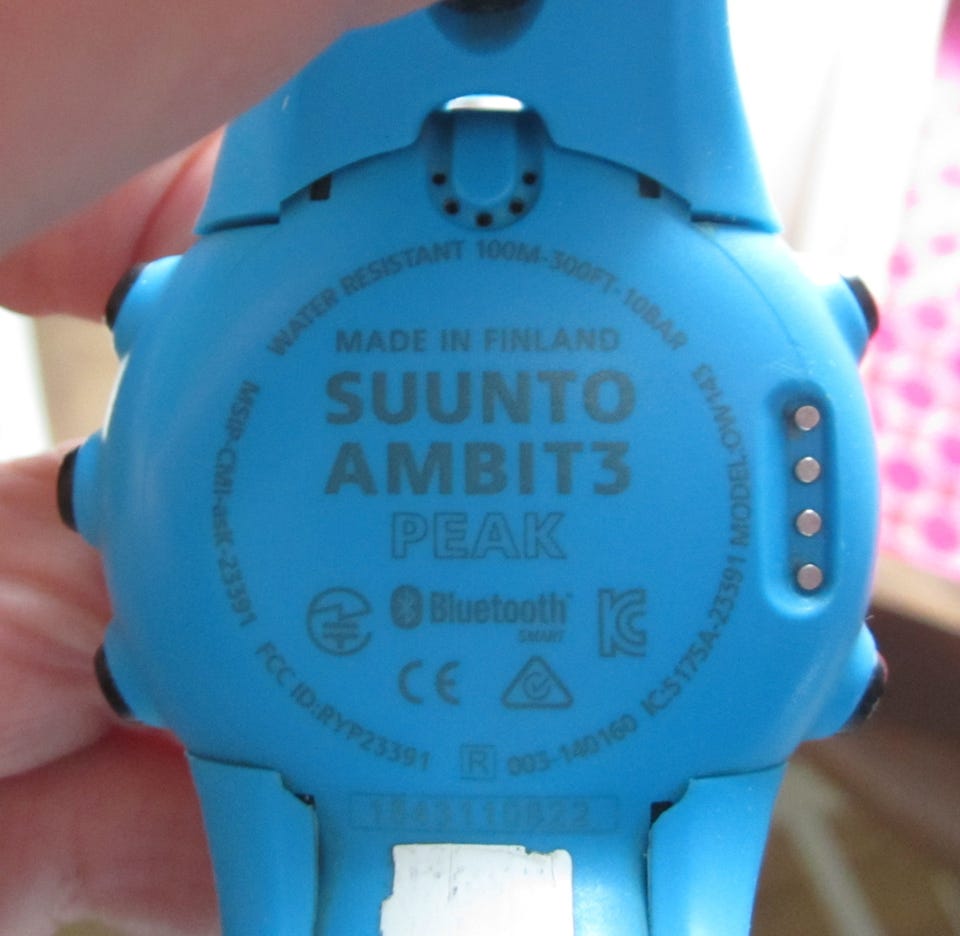 WATER RESISTANT 100M-300FT-10BAR
MADE IN FINLAND
SUUNTO
AMBIT3
PEAK
Bluetooth
SMART
CE
MSIP-CMI-asK-23391
FCC ID:RYP23391
R 003-140160
IC:5175A-23391 MODEL:OW143